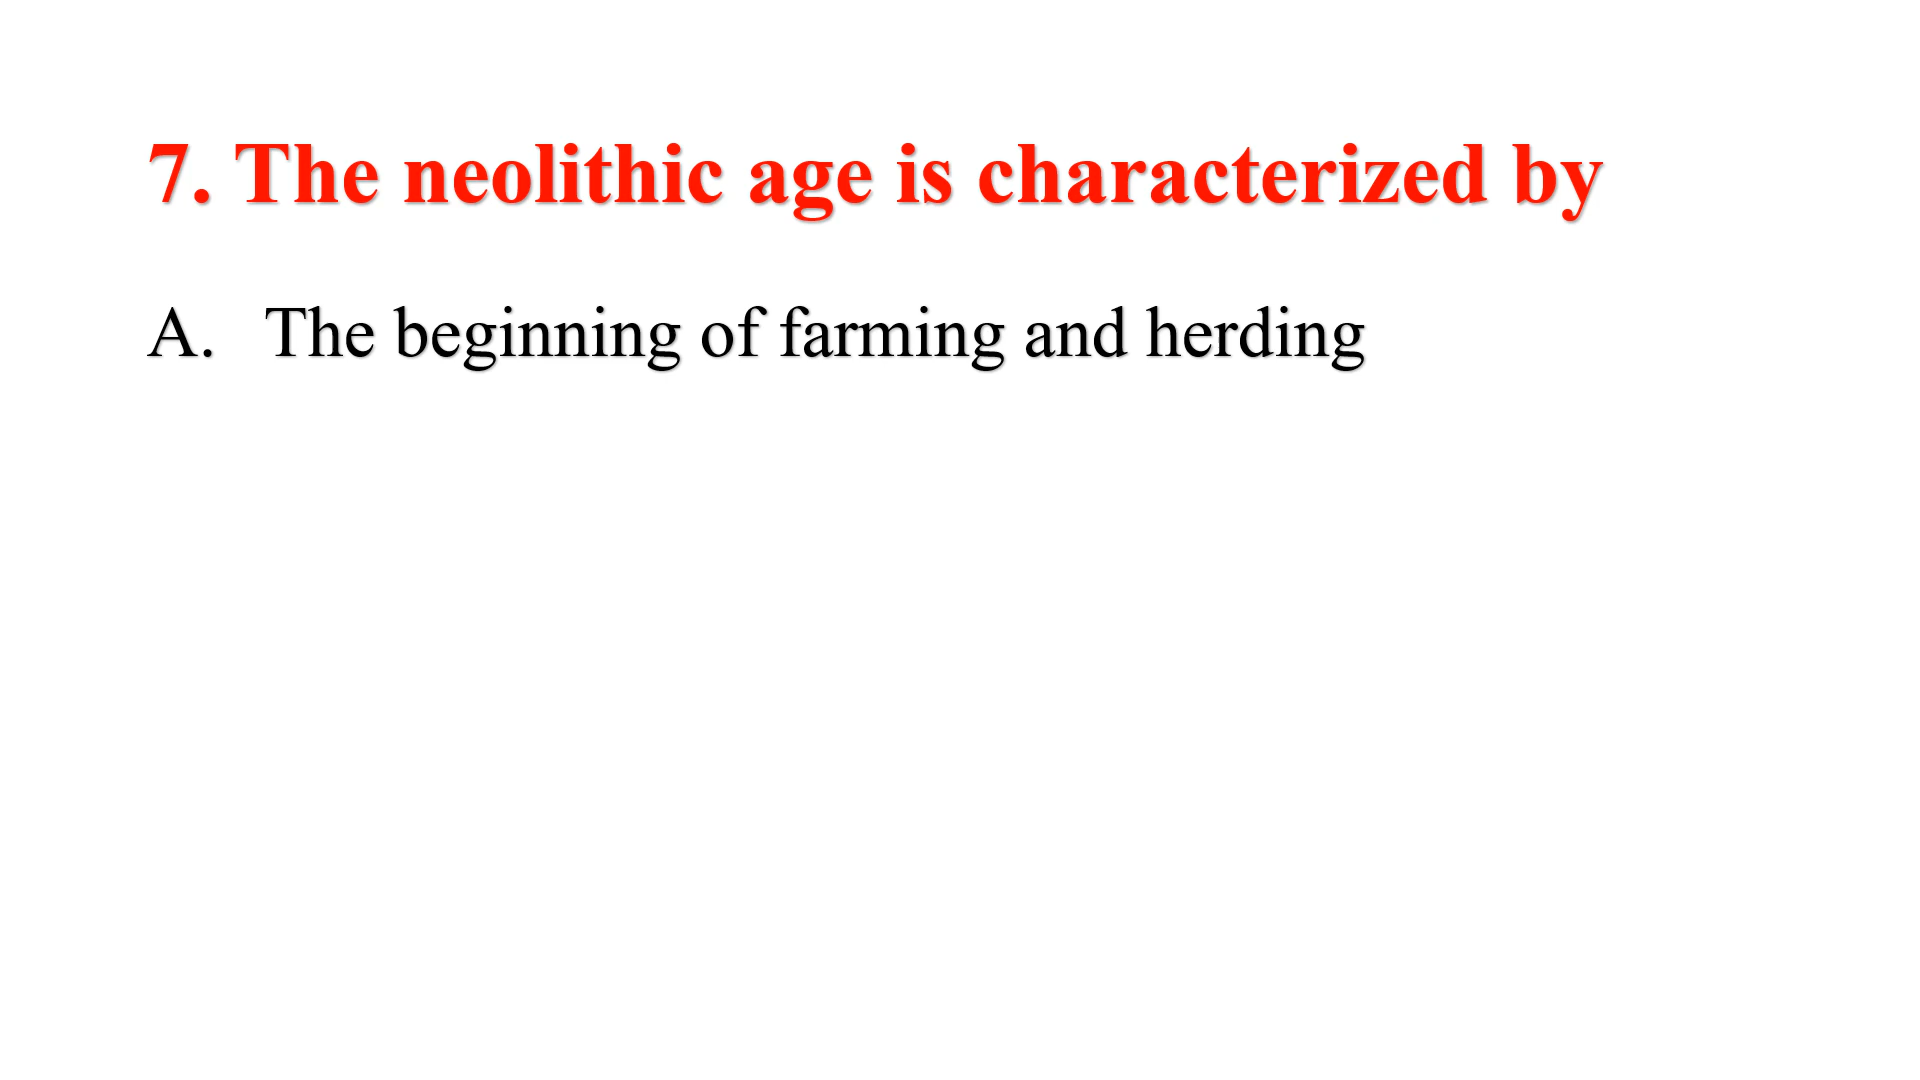 7. The neolithic age is characterized by
A. The beginning of farming and herding